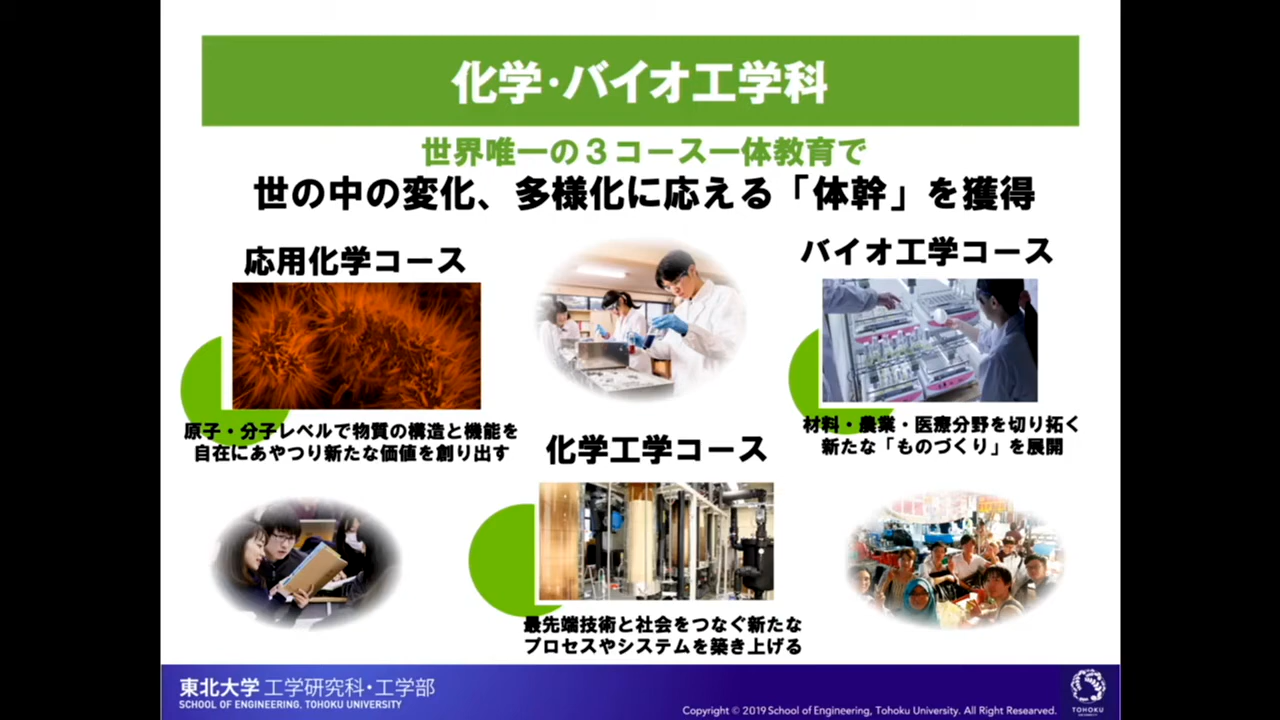 化学・バイオ工学科
世界唯一の３コース一体教育で
世の中の変化、多様化に応える「体幹」を獲得
応用化学コース
原子・分子レベルで物質の構造と機能を
自在にあやつり新たな価値を創り出す
バイオ工学コース
材料・農業・医療分野を切り拓く
新たな「ものづくり」を展開
化学工学コース
最先端技術と社会をつなぐ新たな
プロセスやシステムを築き上げる
東北大学 工学研究科・工学部
SCHOOL OF ENGINEERING, TOHOKU UNIVERSITY
Copyright © 2019 School of Engineering, Tohoku University. All Right Reserved.
TOHOKU